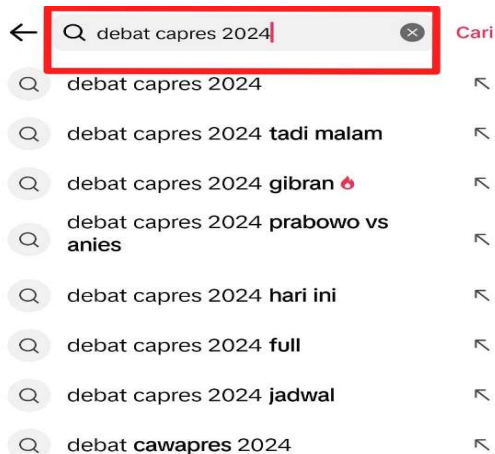 debat capres 2024 Cari
debat capres 2024
debat capres 2024 tadi malam
debat capres 2024 gibran
debat capres 2024 prabowo vs
anies
debat capres 2024 hari ini
debat capres 2024 full
debat capres 2024 jadwal
debat cawapres 2024